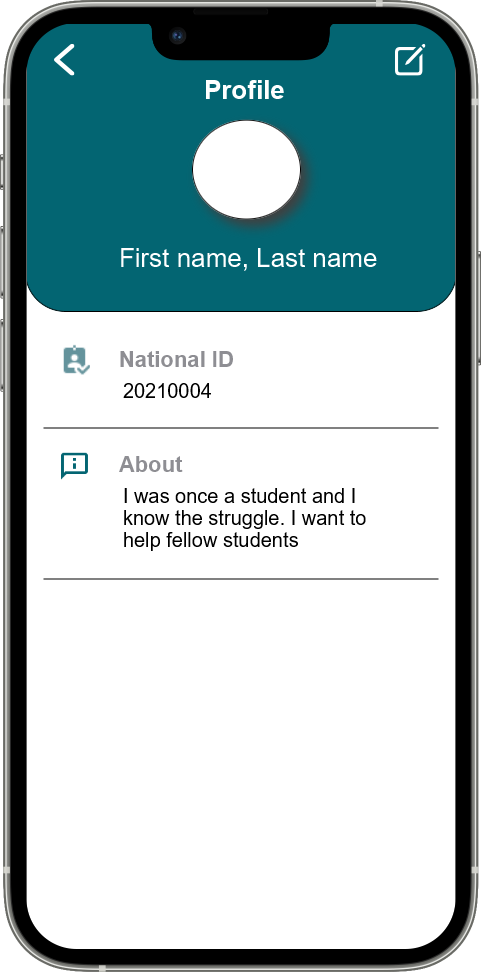 Profile
First name, Last name
National ID
20210004
About
I was once a student and I
know the struggle. I want to
help fellow students